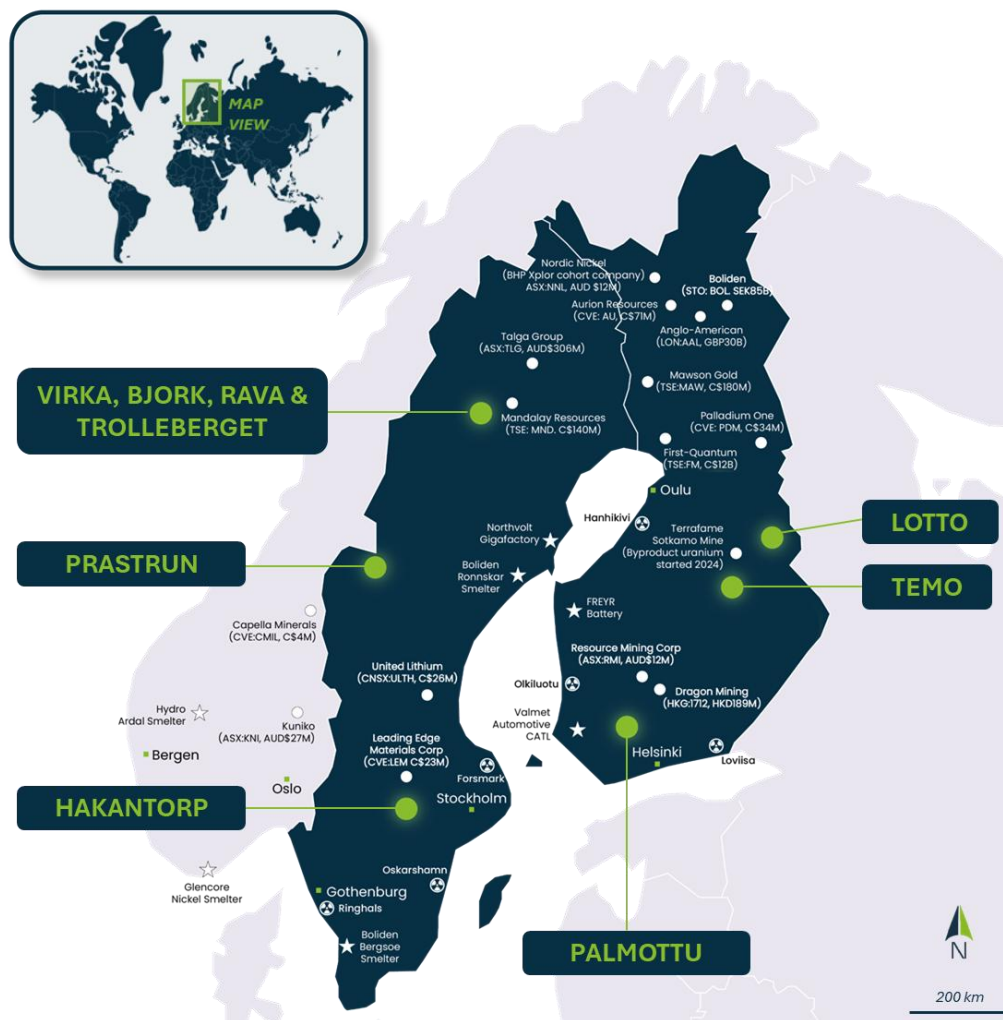 MAP
VIEW
Nordic Nickel
(BHP Xplor cohort company)
ASX:NNL, AUD $12M)
Boliden
(STO: BOL. SEK85B)
Aurion Resources
(CVE: AU, C$71M)
Anglo-American
(LON:AAL, GBP30B)
Talga Group
(ASX:TLG, AUD$306M)
Mawson Gold
(TSE:MAW, C$180M)
VIRKA, BJORK, RAVA &
TROLLEBERGET
Mandalay Resources
(TSE: MND. C$140M)
Palladium One
(CVE: PDM, C$34M)
First-Quantum
(TSE:FM, C$12B)
Oulu
Hanhikivi
LOTTO
Northvolt
Gigafactory
Terrafame
Sotkamo Mine
(Byproduct uranium
started 2024)
PRASTRUN
Boliden
Ronnskar
Smelter
TEMO
FREYR
Battery
Capella Minerals
(CVE:CMIL, C$4M)
Resource Mining Corp
(ASX:RMI, AUD$12M)
United Lithium
(CNSX:ULTH, C$26M)
Olkiluoto
Dragon Mining
(HKG:1712, HKD189M)
Hydro
Ardal Smelter
Kuniko
(ASX:KNI, AUD$27M)
Valmet
Automotive
CATL
Leading Edge
Materials Corp
(CVE:LEM C$23M)
Bergen
Helsinki
Loviisa
Forsmark
Oslo
Stockholm
HAKANTORP
Oskarshamn
Glencore
Nickel Smelter
Gothenburg
Ringhals
Boliden
Bergsoe
Smelter
PALMOTTU
N
200 km